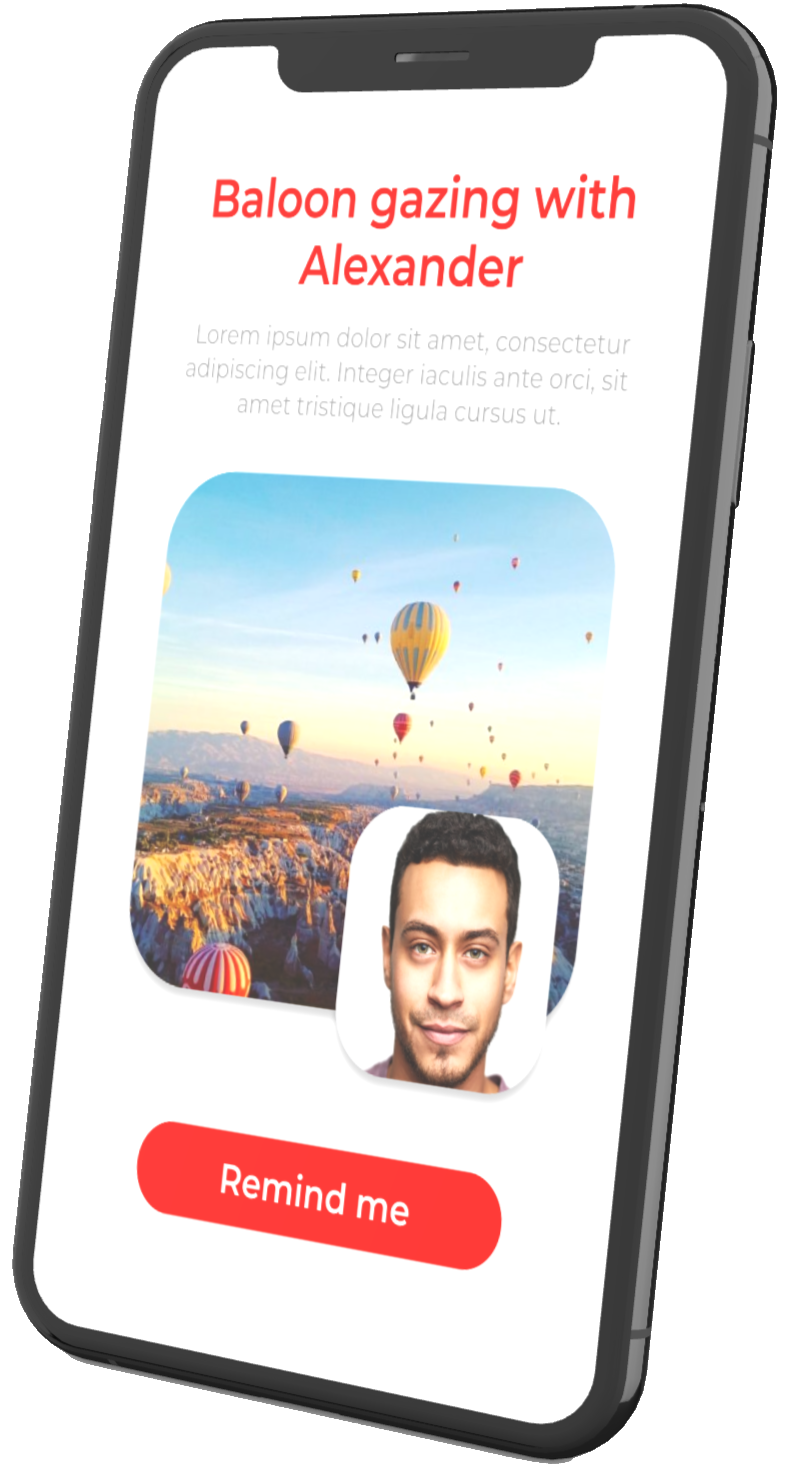 Baloon gazing with
Alexander
Lorem ipsum dolor sit amet, consectetur
adipiscing elit. Integer iaculis ante orci, sit
amet tristique ligula cursus ut.
Remind me